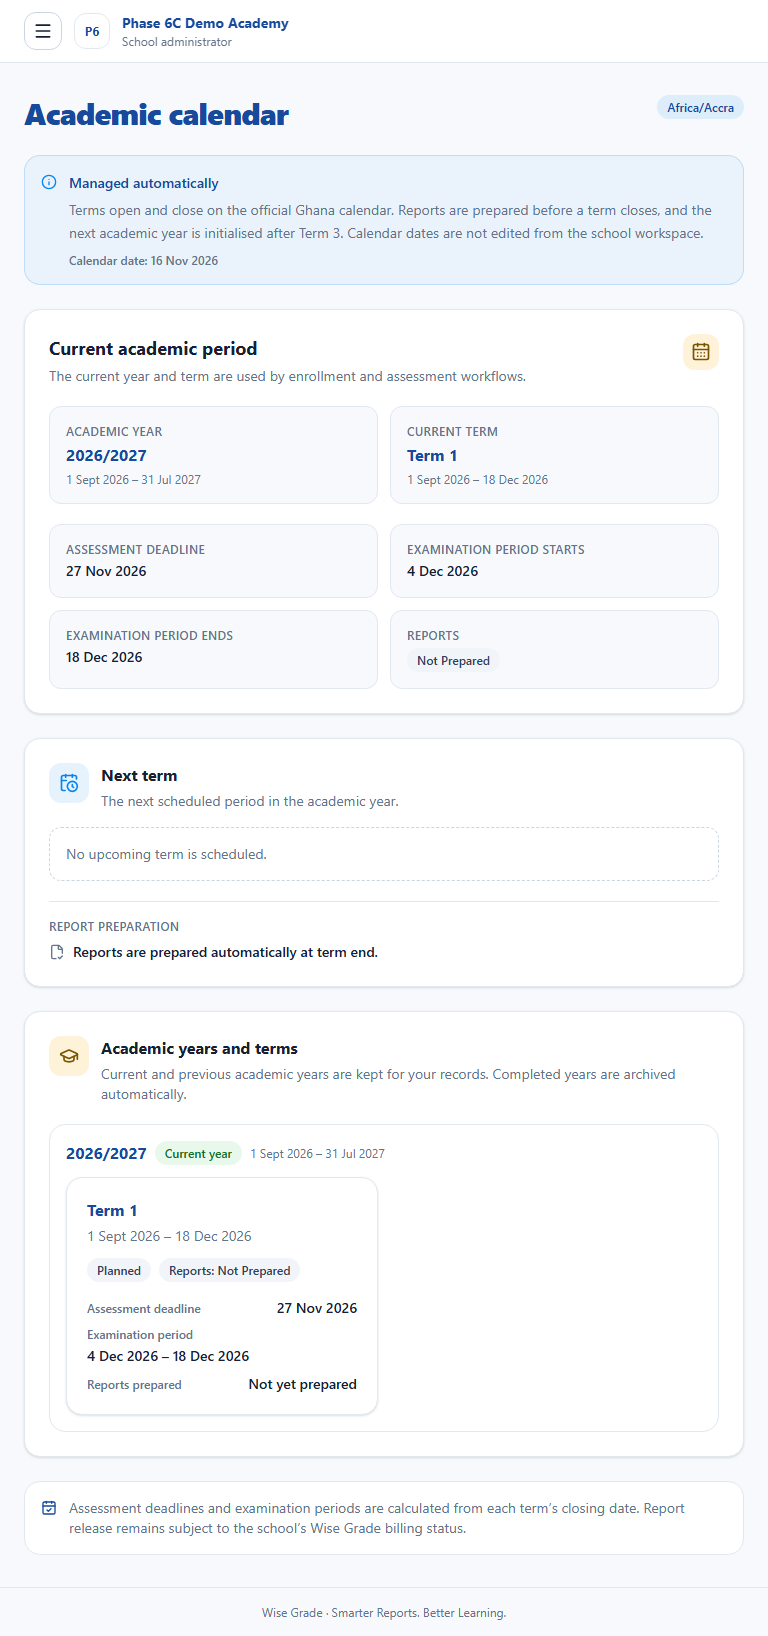 P6
Phase 6C Demo Academy
School administrator
Academic calendar
Africa/Accra
Managed automatically
Terms open and close on the official Ghana calendar. Reports are prepared before a term closes, and the
next academic year is initialised after Term 3. Calendar dates are not edited from the school workspace.
Calendar date: 16 Nov 2026
Current academic period
The current year and term are used by enrollment and assessment workflows.
ACADEMIC YEAR
2026/2027
1 Sept 2026 – 31 Jul 2027
CURRENT TERM
Term 1
1 Sept 2026 – 18 Dec 2026
ASSESSMENT DEADLINE
27 Nov 2026
EXAMINATION PERIOD STARTS
4 Dec 2026
EXAMINATION PERIOD ENDS
18 Dec 2026
REPORTS
Not Prepared
Next term
The next scheduled period in the academic year.
No upcoming term is scheduled.
REPORT PREPARATION
Reports are prepared automatically at term end.
Academic years and terms
Current and previous academic years are kept for your records. Completed years are archived
automatically.
2026/2027 Current year 1 Sept 2026 – 31 Jul 2027
Term 1
1 Sept 2026 – 18 Dec 2026
Planned Reports: Not Prepared
Assessment deadline 27 Nov 2026
Examination period
4 Dec 2026 – 18 Dec 2026
Reports prepared Not yet prepared
Assessment deadlines and examination periods are calculated from each term's closing date. Report
release remains subject to the school's Wise Grade billing status.
Wise Grade · Smarter Reports. Better Learning.